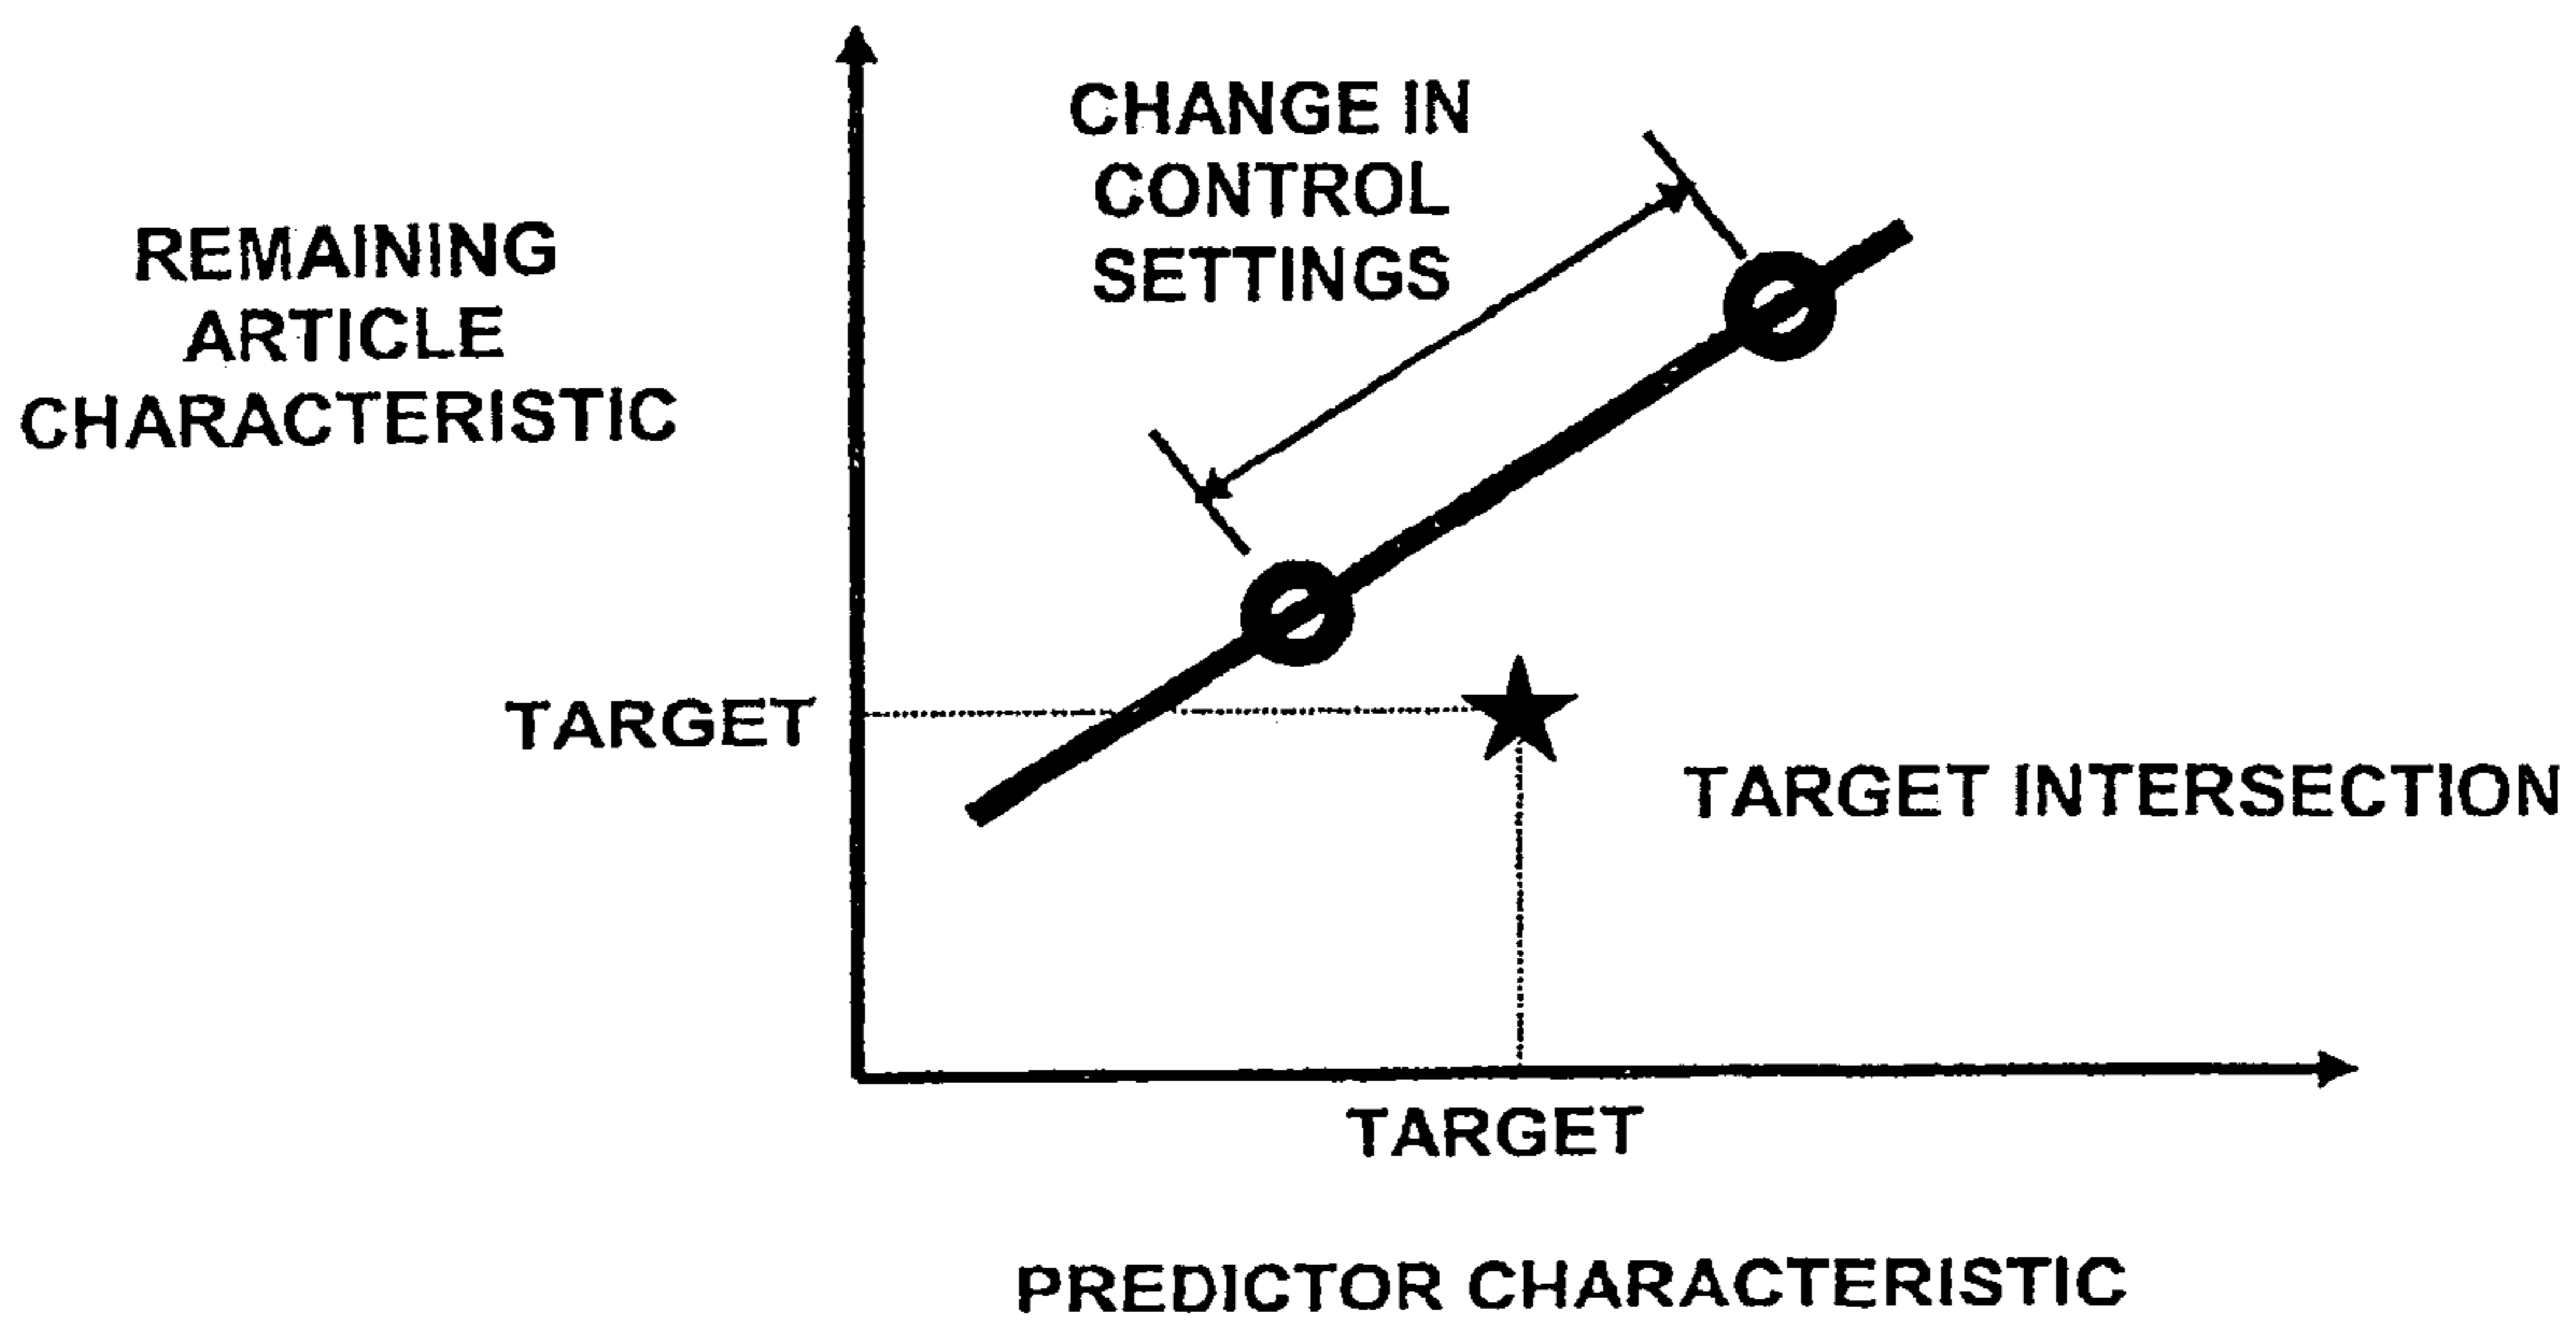 CHANGE IN
CONTROL
SETTINGS
REMAINING
ARTICLE
CHARACTERISTIC
TARGET
TARGET INTERSECTION
TARGET
PREDICTOR CHARACTERISTIC